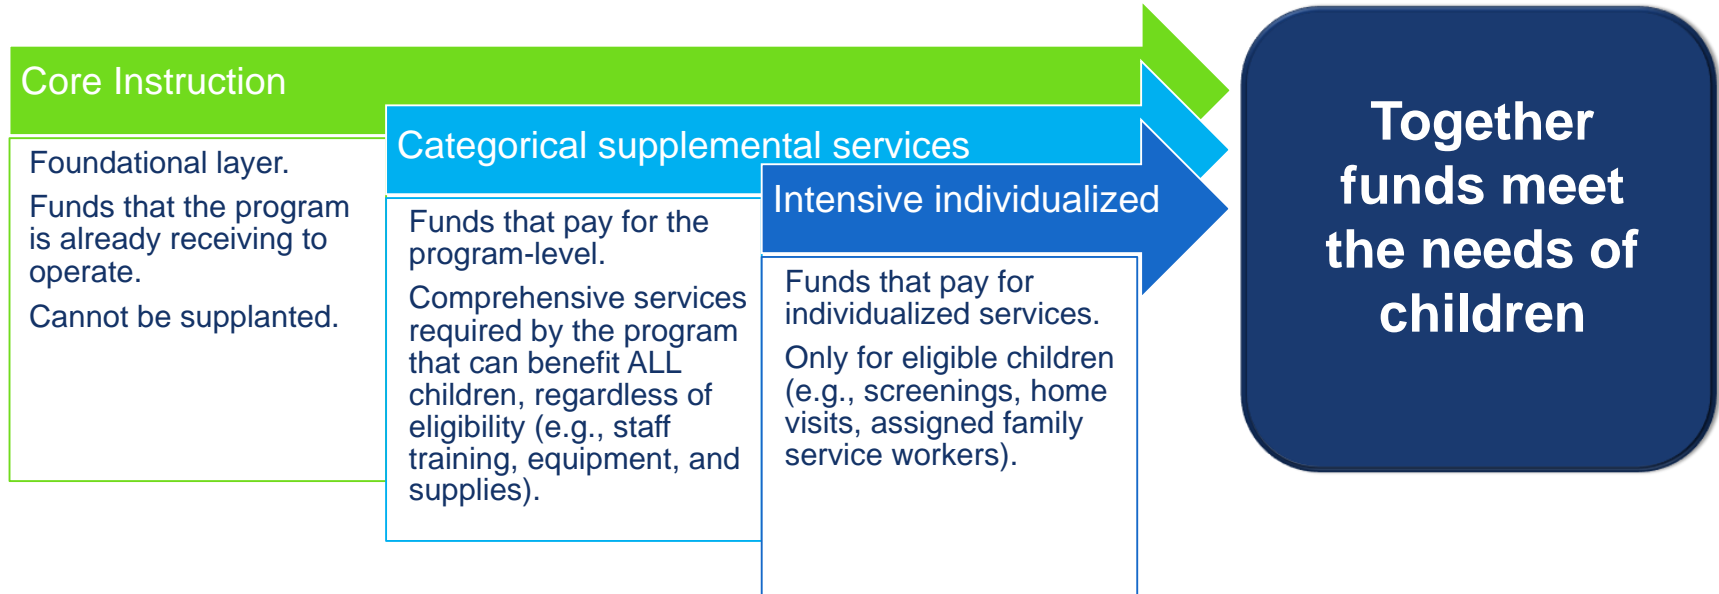 Core Instruction
Foundational layer.
Funds that the program
is already receiving to
operate.
Cannot be supplanted.
Categorical supplemental services
Funds that pay for the
program-level.
Comprehensive services
required by the program
that can benefit ALL
children, regardless of
eligibility (e.g., staff
training, equipment, and
supplies).
Intensive individualized
Funds that pay for
individualized services.
Only for eligible children
(e.g., screenings, home
visits, assigned family
service workers).
Together
funds meet
the needs of
children